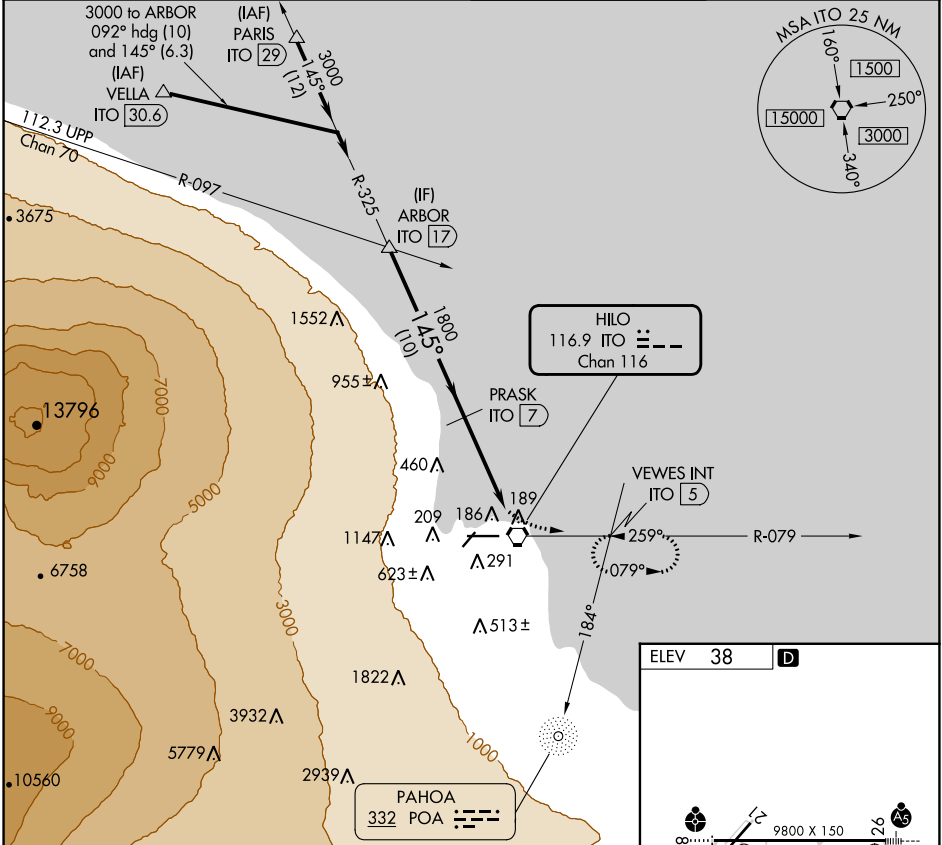 3000 to ARBOR
092° hdg (10)
and 145° (6.3)
(IAF)
VELLA
ITO 30.6
(IAF)
PARIS
ITO 29
3000
145°
(12)
MSA ITO 25 NM
160°
1500
250°
15000
3000
340°
112.3 UPP
Chan 70
R-097
R-325
(IF)
ARBOR
ITO 17
3675
1552
1800
145°
(10)
HILO
116.9 ITO
Chan 116
955±
7000
13796
PRASK
ITO 7
9000
460
5000
VEWES INT
ITO 5
189
186
209
1147
259°
R-079
291
079°
623±
6758
184°
513±
3000
7000
1822
9000
3932
5779
1000
2939
10560
PAHOA
332 POA
ELEV 38 D
21
A5
8
9800 X 150
26